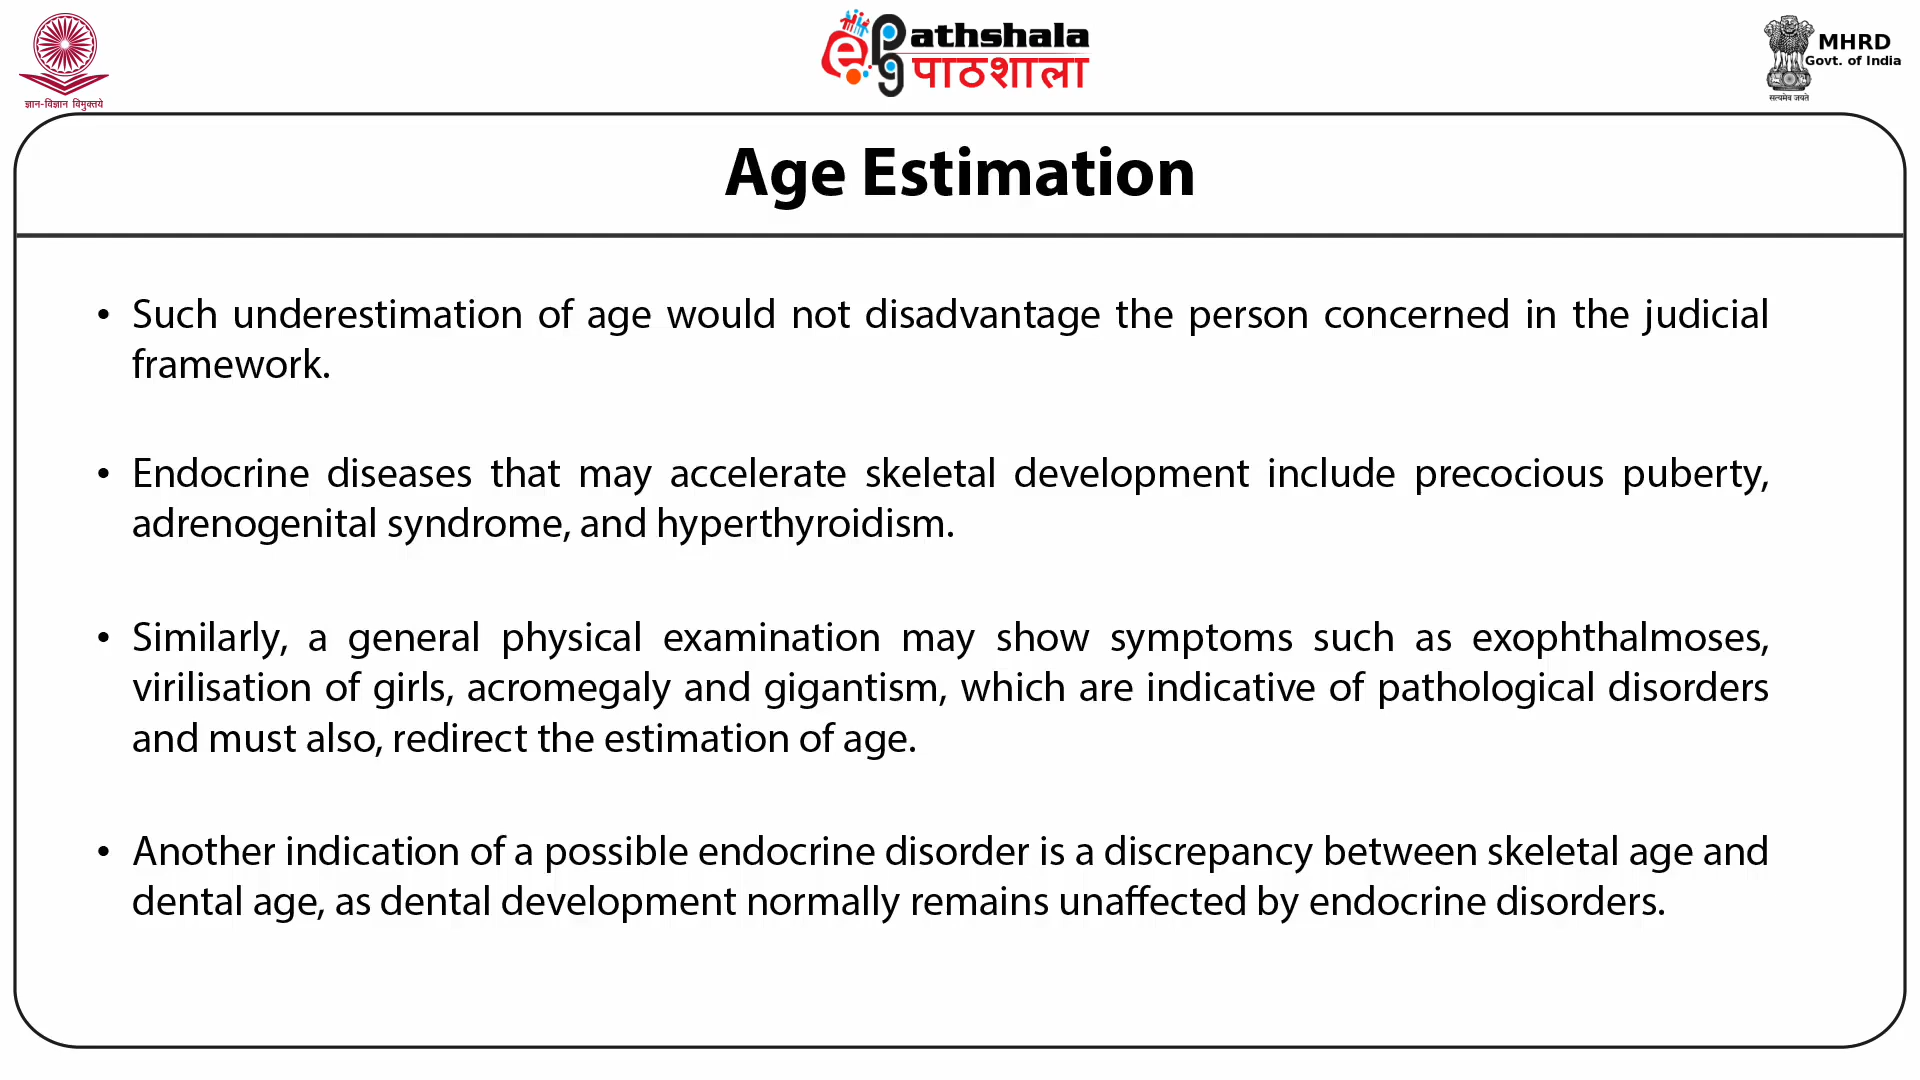 ज्ञान-विज्ञान विमुक्तये
ePgpathshala
पाठशाला
MHRD
Govt. of India
सत्यमेव जयते
Age Estimation
• Such underestimation of age would not disadvantage the person concerned in the judicial
framework.
• Endocrine diseases that may accelerate skeletal development include precocious puberty,
adrenogenital syndrome, and hyperthyroidism.
• Similarly, a general physical examination may show symptoms such as exophthalmoses,
virilisation of girls, acromegaly and gigantism, which are indicative of pathological disorders
and must also, redirect the estimation of age.
• Another indication of a possible endocrine disorder is a discrepancy between skeletal age and
dental age, as dental development normally remains unaffected by endocrine disorders.